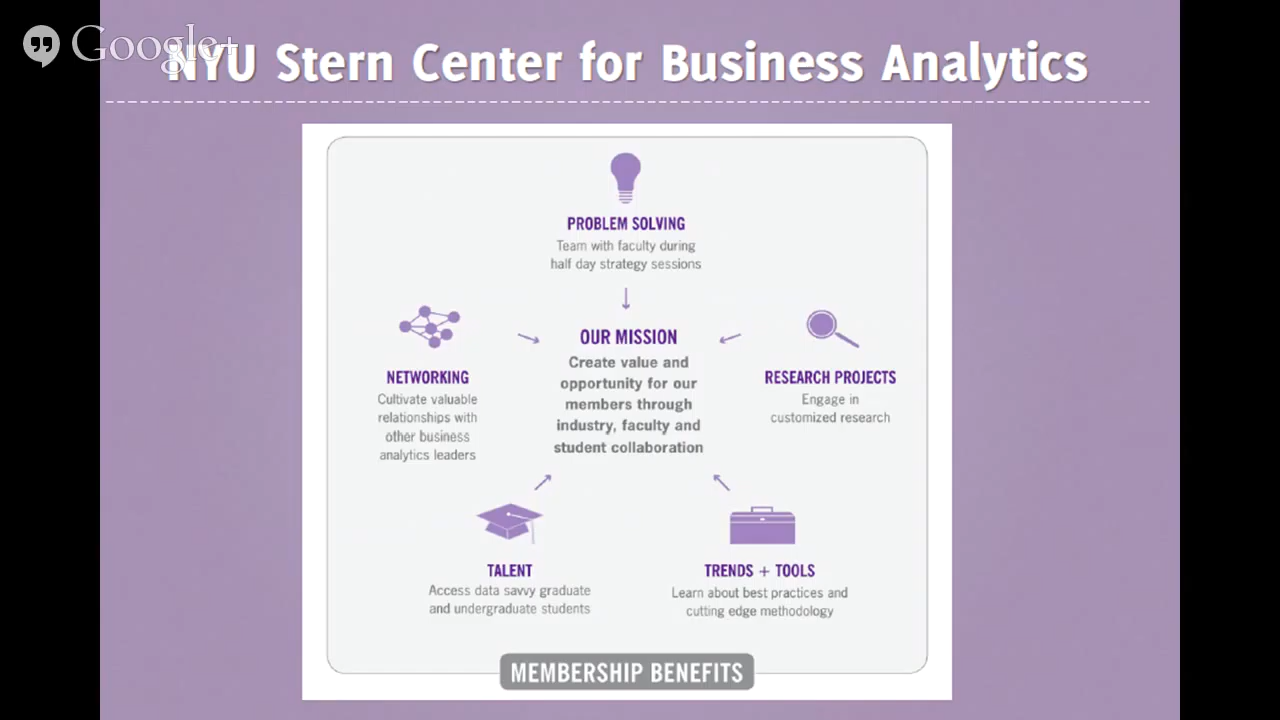 Google+
NYU Stern Center for Business Analytics
PROBLEM SOLVING
Team with faculty during
half day strategy sessions
OUR MISSION
Create value and
opportunity for our
members through
industry, faculty and
student collaboration
NETWORKING
Cultivate valuable
relationships with
other business
analytics leaders
RESEARCH PROJECTS
Engage in
customized research
TALENT
Access data savvy graduate
and undergraduate students
TRENDS + TOOLS
Learn about best practices and
cutting edge methodology
MEMBERSHIP BENEFITS